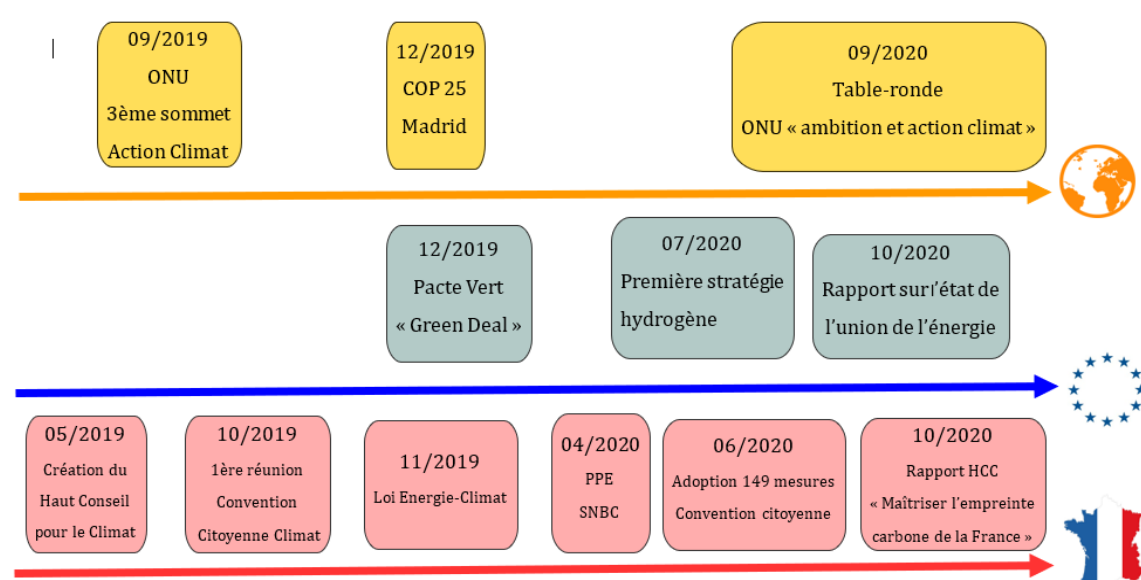 09/2019
ONU
3ème sommet
Action Climat
12/2019
COP 25
Madrid
09/2020
Table-ronde
ONU « ambition et action climat »
12/2019
Pacte Vert
« Green Deal »
07/2020
Première stratégie
hydrogène
10/2020
Rapport sur l’état de
l’union de l’énergie
05/2019
Création du
Haut Conseil
pour le Climat
10/2019
1ère réunion
Convention
Citoyenne Climat
11/2019
Loi Energie-Climat
04/2020
PPE
SNBC
06/2020
Adoption 149 mesures
Convention citoyenne
10/2020
Rapport HCC
« Maîtriser l’empreinte
carbone de la France »